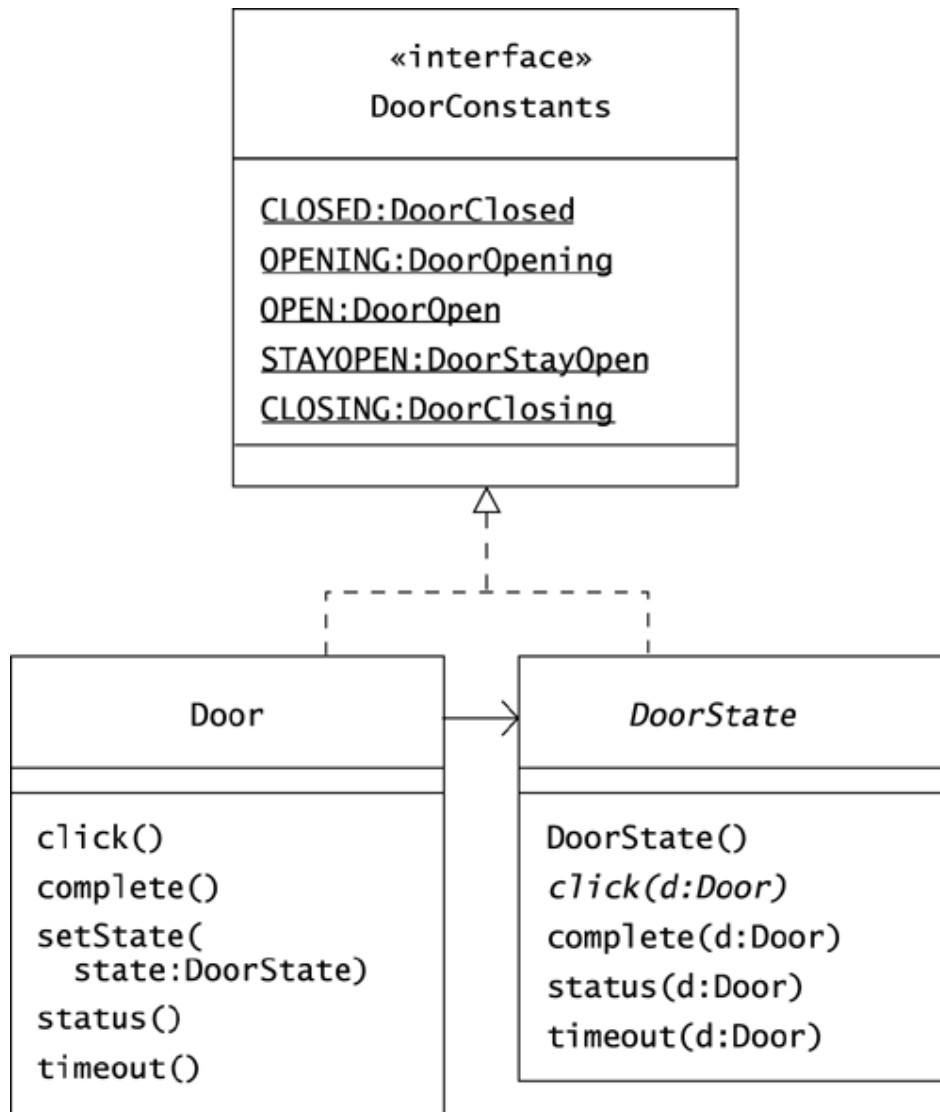 «interface»
DoorConstants
CLOSED:DoorClosed
OPENING:DoorOpening
OPEN:DoorOpen
STAYOPEN:DoorStayOpen
CLOSING:DoorClosing
Door
click()
complete()
setState(
state:DoorState)
status()
timeout()
DoorState
DoorState()
click(d:Door)
complete(d:Door)
status(d:Door)
timeout(d:Door)